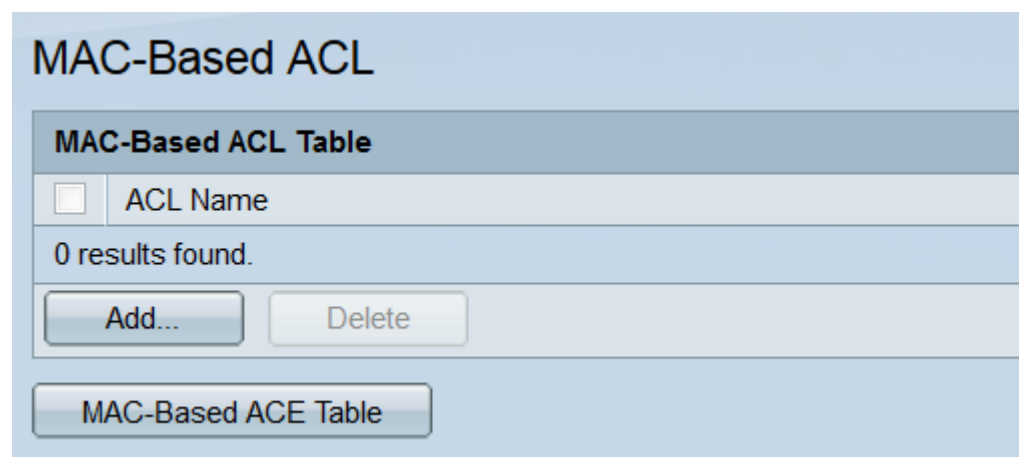 MAC-Based ACL
MAC-Based ACL Table
ACL Name
0 results found.
Add... Delete
MAC-Based ACE Table